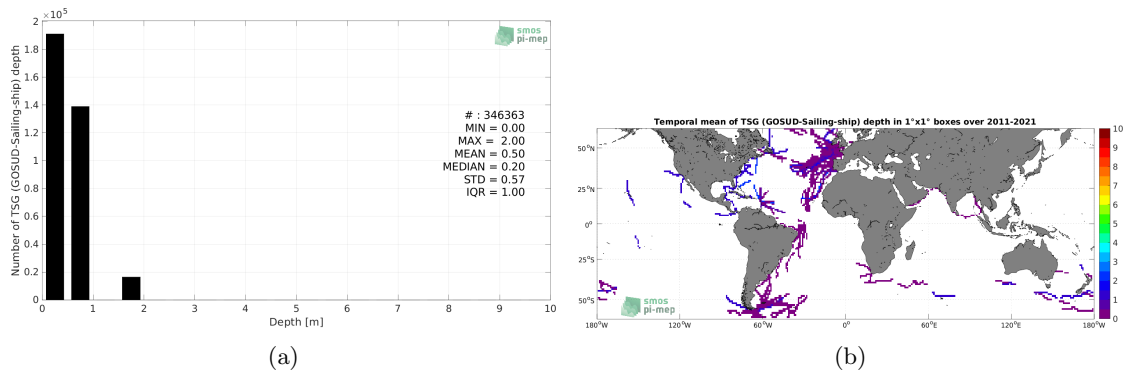 ×10⁵
2
1.8
1.6
1.4
1.2
1
0.8
0.6
0.4
0.2
0
Number of TSG (GOSUD-Sailing-ship) depth
smos
pi-mep
# : 346363
MIN = 0.00
MAX = 2.00
MEAN = 0.50
MEDIAN = 0.20
STD = 0.57
IQR = 1.00
0 1 2 3 4 5 6 7 8 9 10
Depth [m]
(a)
Temporal mean of TSG (GOSUD-Sailing-ship) depth in 1°x1° boxes over 2011-2021
50°N
25°N
0°
25°S
50°S
smos
pi-mep
180°W 120°W 60°W 0° 60°E 120°E 180°W
10
9
8
7
6
5
4
3
2
1
0
(b)